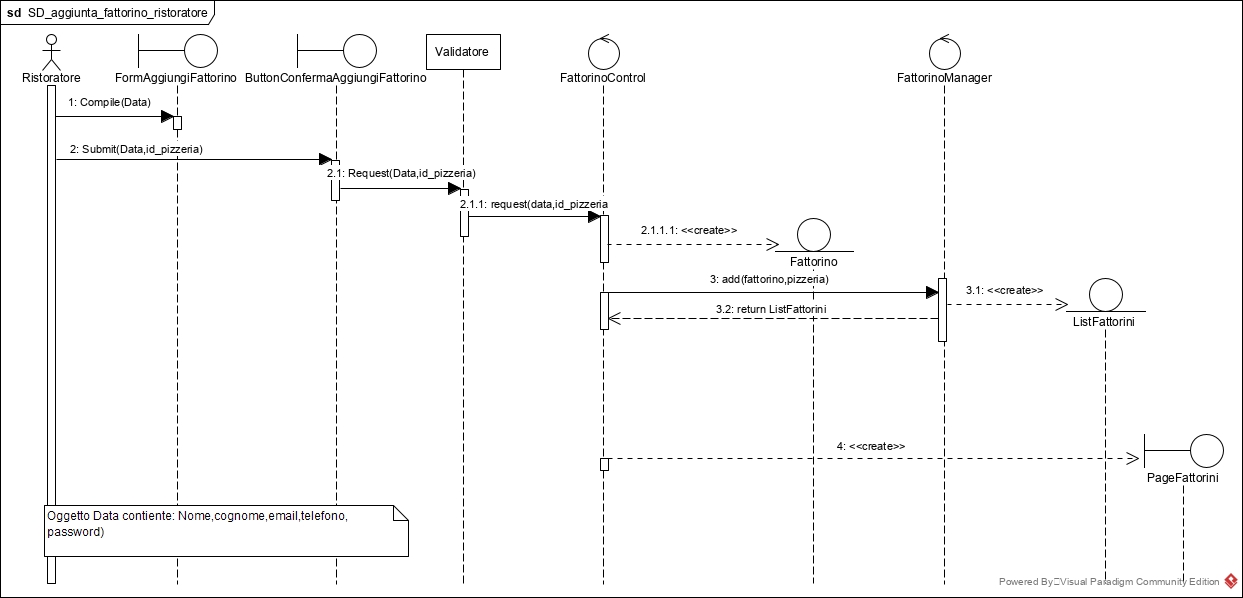 sd SD_aggiunta_fattorino_ristoratore
Ristoratore
FormAggiungiFattorino
ButtonConfermaAggiungiFattorino
Validatore
FattorinoControl
FattorinoManager
1: Compile(Data)
2: Submit(Data,id_pizzeria)
2.1: Request(Data,id_pizzeria)
2.1.1: request(data,id_pizzeria
2.1.1.1: <<create>>
Fattorino
3: add(fattorino,pizzeria)
3.1: <<create>>
3.2: return ListFattorini
ListFattorini
4: <<create>>
PageFattorini
Oggetto Data contiente: Nome,cognome,email,telefono,
password)
Powered By Visual Paradigm Community Edition